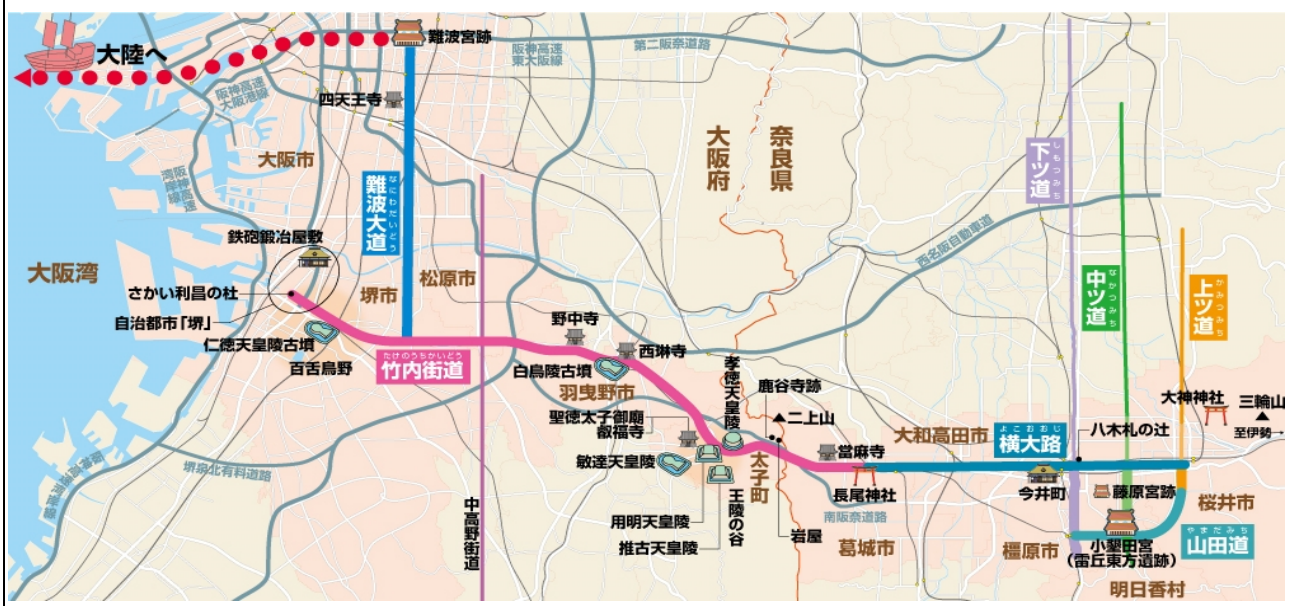 大陸へ
難波宮跡
阪神高速
東大阪線
第二阪奈道路
阪神高速
大阪港線
四天王寺
大阪市
大阪府
奈良県
下ツ道
しもつみち
難波大道
なにわだいどう
西名阪自動車道
鉄砲鍛冶屋敷
大阪湾
さかい利晶の杜
堺市
松原市
中ツ道
なかつみち
上ツ道
かみつみち
自治都市「堺」
仁徳天皇陵古墳
百舌鳥野
たけのうちかいどう
竹内街道
野中寺
西琳寺
白鳥陵古墳
羽曳野市
孝徳天皇陵
鹿谷寺跡
二上山
大神神社
三輪山
至伊勢
聖徳太子御廟
叡福寺
當麻寺
大和高田市
よこおおじ
横大路
八木札の辻
敏達天皇陵
太子町
長尾神社
今井町
藤原宮跡
桜井市
堺泉北有料道路
中高野街道
王陵の谷
南阪奈道路
用明天皇陵
推古天皇陵
岩屋
葛城市
橿原市
小墾田宮
(雷丘東方遺跡)
やまだみち
山田道
明日香村